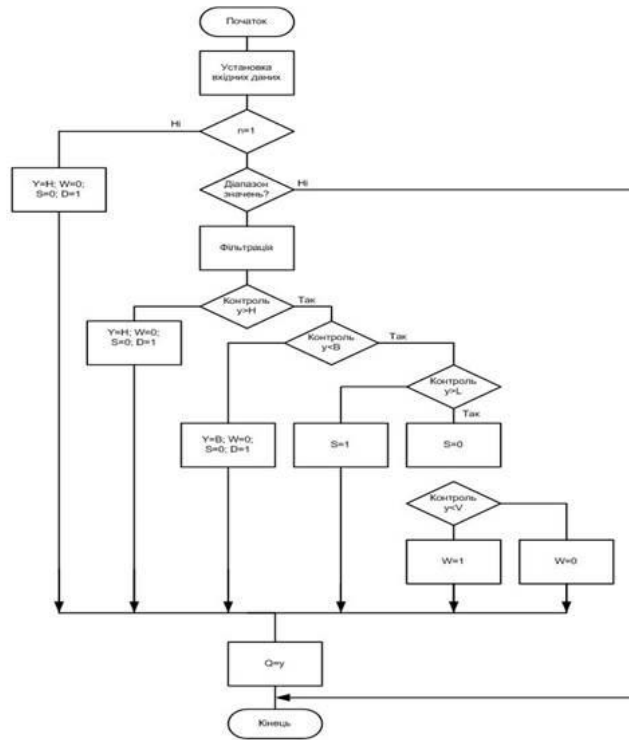 Початок
Установка
вхідних даних
Ні
n=1
Y=H; W=0;
S=0; D=1
Діапазон
значень?
Ні
Фільтрація
Контроль
y>H
Так
Y=H; W=0;
S=0; D=1
Контроль
y<B
Так
Контроль
y>L
Так
Y=B; W=0;
S=0; D=1
S=1
S=0
Контроль
y<V
W=1
W=0
Q=y
Кінець